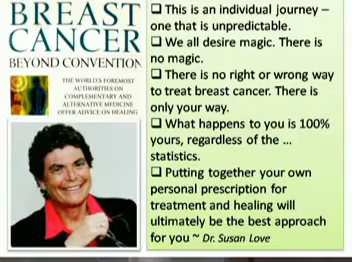 BREAST
CANCER
BEYOND CONVENTION
THE WORLD'S FOREMOST
AUTHORITIES ON
COMPLEMENTARY AND
ALTERNATIVE MEDICINE
OFFER ADVICE ON HEALING
❑ This is an individual journey –
one that is unpredictable.
❑ We all desire magic. There is
no magic.
❑ There is no right or wrong way
to treat breast cancer. There is
only your way.
❑ What happens to you is 100%
yours, regardless of the ...
statistics.
❑ Putting together your own
personal prescription for
treatment and healing will
ultimately be the best approach
for you ~ Dr. Susan Love